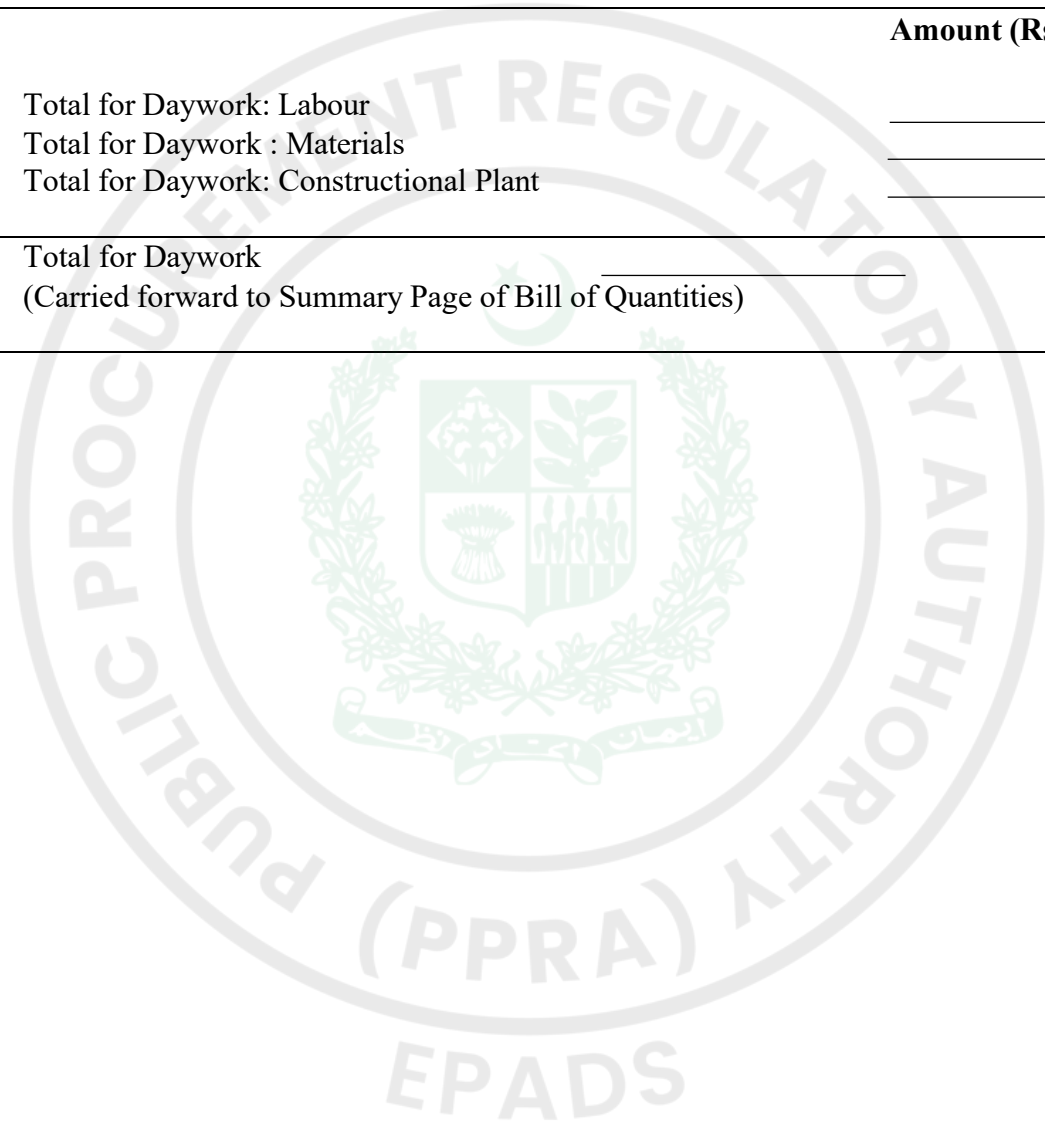 Amount (Rs
Total for Daywork: Labour
Total for Daywork : Materials
Total for Daywork: Constructional Plant
Total for Daywork
(Carried forward to Summary Page of Bill of Quantities)
PUBLIC PROCUREMENT REGULATORY AUTHORITY
(PPRA)
EPADS